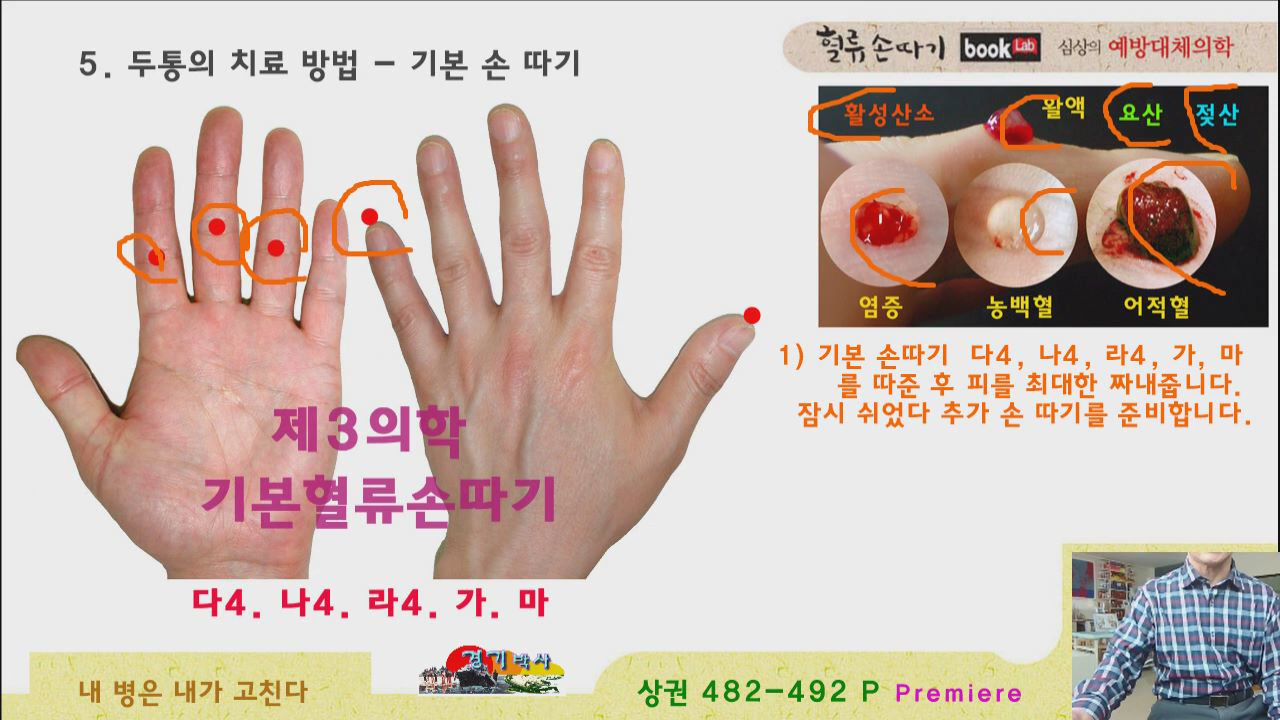 5. 두통의 치료 방법 - 기본 손 따기
혈류손따기 book Lab 심상의 예방대체의학
활성산소 활액 요산 젖산
염증 농백혈 어적혈
1) 기본 손따기 다4, 나4, 라4, 가, 마
를 따준 후 피를 최대한 짜내줍니다.
잠시 쉬었다 추가 손 따기를 준비합니다.
제3의학
기본혈류손따기
다4. 나4. 라4. 가. 마
내 병은 내가 고친다
경기박사
상권 482-492 P Premiere